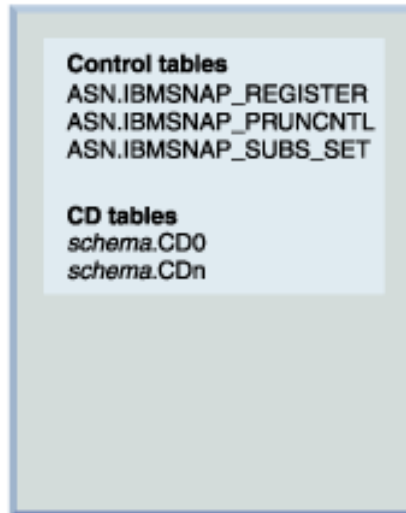 Control tables
ASN.IBMSNAP_REGISTER
ASN.IBMSNAP_PRUNCNTL
ASN.IBMSNAP_SUBS_SET
CD tables
schema.CD0
schema.CDn